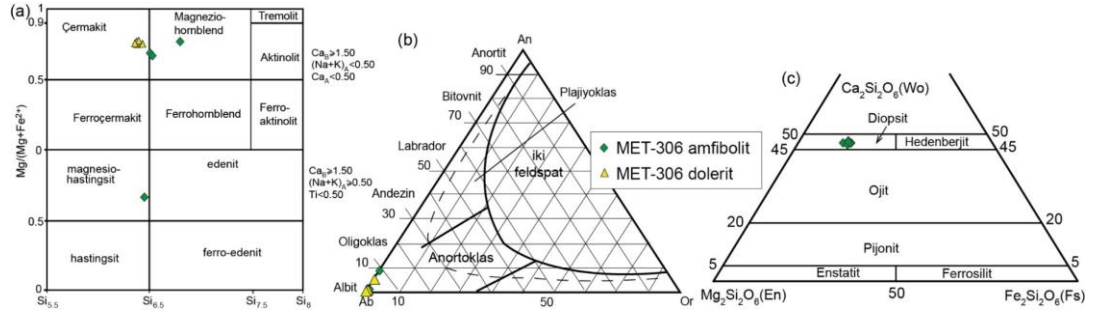 (a)
1
0.9
Çermakit
Magnezio-
hornblend
Tremolit
Aktinolit
Ca_B≥1.50
(Na+K)_A<0.50
Ca_A<0.50
0.5
Ferroçermakit
Ferrohornblend
Ferro-
aktinolit
Mg/(Mg+Fe²⁺)
0
magnesio-
hastingsit
edenit
Ca_B≥1.50
(Na+K)_A≥0.50
Ti<0.50
0.5
hastingsit
ferro-edenit
0
Si₅.₅
Si₆.₅
Si₇.₅
Si₈
(b)
An
Anortit
90
Bitovnit
Plajiyoklas
70
Labrador
50
iki
feldspat
Andezin
30
Oligoklas
Anortoklas
10
Albit
Ab
10
50
Or
MET-306 amfibolit
MET-306 dolerit
(c)
Ca₂Si₂O₆(Wo)
Diopsit
50
50
Hedenberjit
45
45
Ojit
20
20
Pijonit
5
5
Enstatit
Ferrosilit
Mg₂Si₂O₆(En)
50
Fe₂Si₂O₆(Fs)